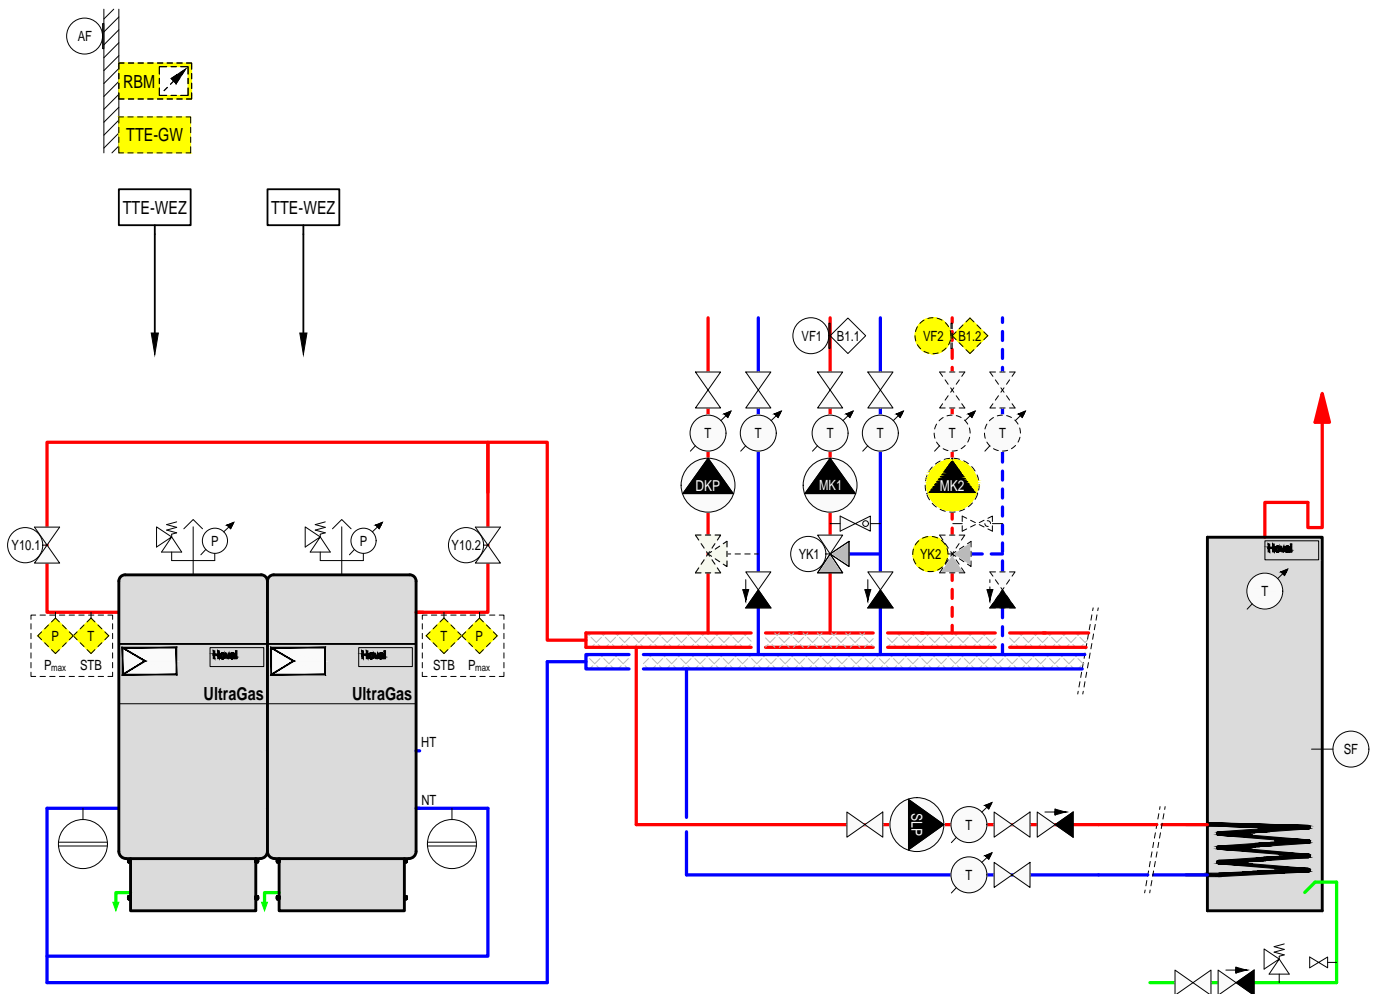 AF
RBM
TTE-GW
TTE-WEZ TTE-WEZ
VF1 B1.1 VF2 B1.2
T T T T T T
DKP MK1 MK2
Y10.1 P P Y10.2
YK1 YK2
T
P T T P
Pmax STB STB Pmax
Hoval Hoval Hoval
UltraGas UltraGas
HT
SF
NT
SLP T
T